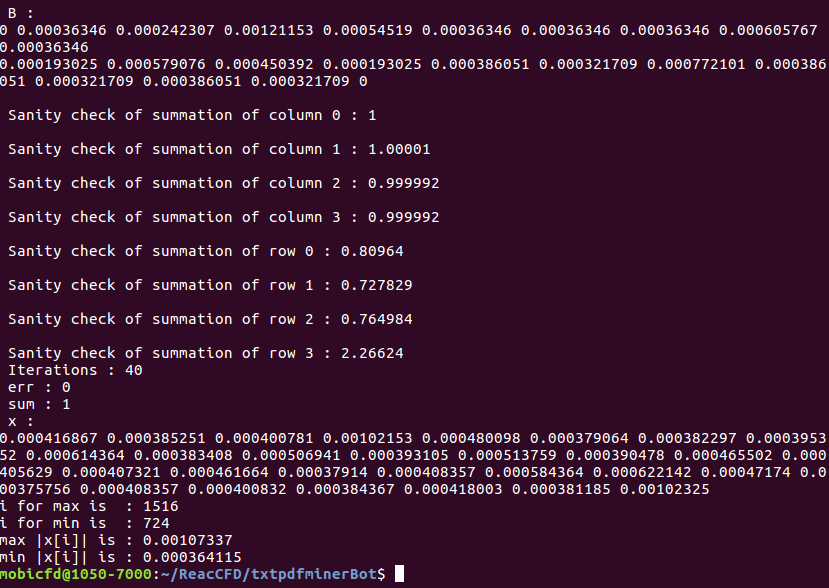 B :
0 0.00036346 0.000242307 0.00121153 0.00054519 0.00036346 0.00036346 0.00036346 0.000605767
0.00036346
0.000193025 0.000579076 0.000450392 0.000193025 0.000386051 0.000321709 0.000772101 0.000386
051 0.000321709 0.000386051 0.000321709 0
Sanity check of summation of column 0 : 1
Sanity check of summation of column 1 : 1.00001
Sanity check of summation of column 2 : 0.999992
Sanity check of summation of column 3 : 0.999992
Sanity check of summation of row 0 : 0.80964
Sanity check of summation of row 1 : 0.727829
Sanity check of summation of row 2 : 0.764984
Sanity check of summation of row 3 : 2.26624
Iterations : 40
err : 0
sum : 1
x :
0.000416867 0.000385251 0.000400781 0.00102153 0.000480098 0.000379064 0.000382297 0.0003953
52 0.000614364 0.000383408 0.000506941 0.000393105 0.000513759 0.000390478 0.000465502 0.000
405629 0.000407321 0.000461664 0.00037914 0.000408357 0.000584364 0.000622142 0.00047174 0.0
00375756 0.000408357 0.000400832 0.000384367 0.000418003 0.000381185 0.00102325
i for max is  : 1516
i for min is  : 724
max |x[i]| is : 0.00107337
min |x[i]| is : 0.000364115
mobicfd@1050-7000:~/ReacCFD/txtpdfminerBot$